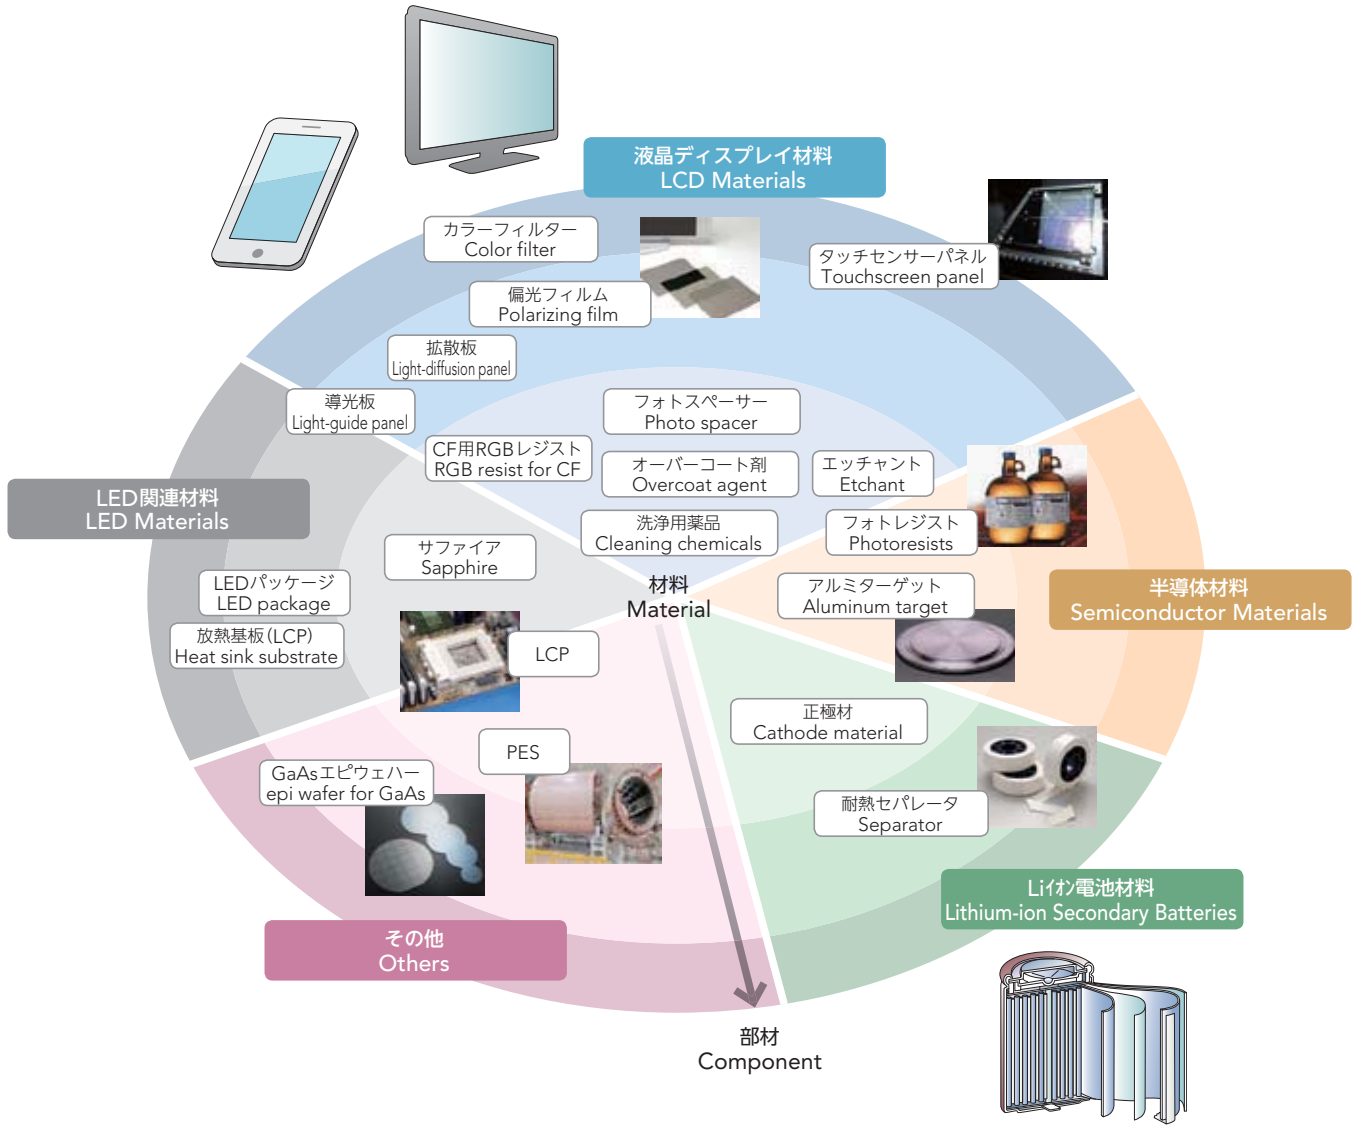 液晶ディスプレイ材料
LCD Materials
カラーフィルター
Color filter
タッチセンサーパネル
Touchscreen panel
偏光フィルム
Polarizing film
拡散板
Light-diffusion panel
導光板
Light-guide panel
フォトスペーサー
Photo spacer
CF用RGBレジスト
RGB resist for CF
オーバーコート剤
Overcoat agent
エッチャント
Etchant
洗浄用薬品
Cleaning chemicals
フォトレジスト
Photoresists
LED関連材料
LED Materials
サファイア
Sapphire
LEDパッケージ
LED package
放熱基板(LCP)
Heat sink substrate
材料
Material
アルミターゲット
Aluminum target
半導体材料
Semiconductor Materials
LCP
正極材
Cathode material
PES
GaAsエピウェハー
epi wafer for GaAs
耐熱セパレータ
Separator
Liイオン電池材料
Lithium-ion Secondary Batteries
その他
Others
部材
Component